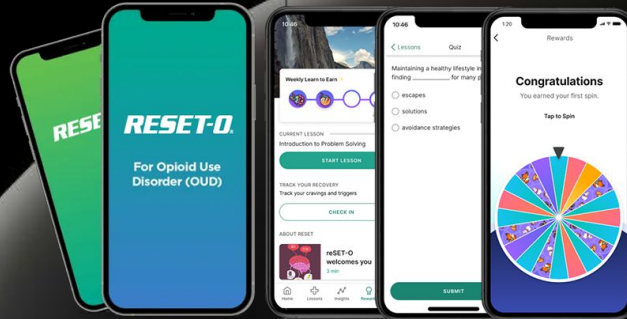 RESE
RESET-O.
For Opioid Use
Disorder (OUD)
10:46
Weekly Learn to Earn
CURRENT LESSON
Introduction to Problem Solving
START LESSON
TRACK YOUR RECOVERY
Track your cravings and triggers
CHECK IN
ABOUT RESET
reSET-O
welcomes you
3 min
Home
Lessons
Insights
Rewar
10:46
Lessons
Quiz
Maintaining a healthy lifestyle in
finding ________ for many p
escapes
solutions
avoidance strategies
SUBMIT
1:20
Rewards
Congratulations
You earned your first spin.
Tap to Spin